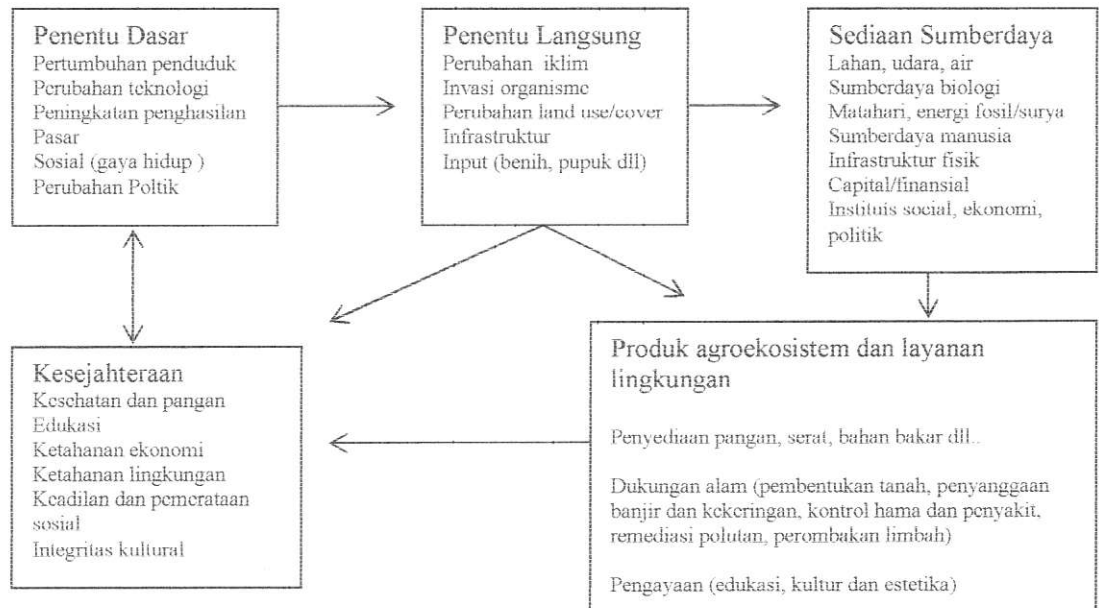 Penentu Dasar
Pertumbuhan penduduk
Perubahan teknologi
Peningkatan penghasilan
Pasar
Sosial (gaya hidup )
Perubahan Poltik
Penentu Langsung
Perubahan iklim
Invasi organisme
Perubahan land use/cover
Infrastruktur
Input (benih, pupuk dll)
Sediaan Sumberdaya
Lahan, udara, air
Sumberdaya biologi
Matahari, energi fosil/surya
Sumberdaya manusia
Infrastruktur fisik
Capital/finansial
Instituis social, ekonomi,
politik
Kesejahteraan
Kesehatan dan pangan
Edukasi
Ketahanan ekonomi
Ketahanan lingkungan
Keadilan dan pemerataan
sosial
Integritas kultural
Produk agroekosistem dan layanan
lingkungan
Penyediaan pangan, serat, bahan bakar dll..
Dukungan alam (pembentukan tanah, penyanggaan
banjir dan kekeringan, kontrol hama dan penyakit,
remediasi polutan, perombakan limbah)
Pengayaan (edukasi, kultur dan estetika)